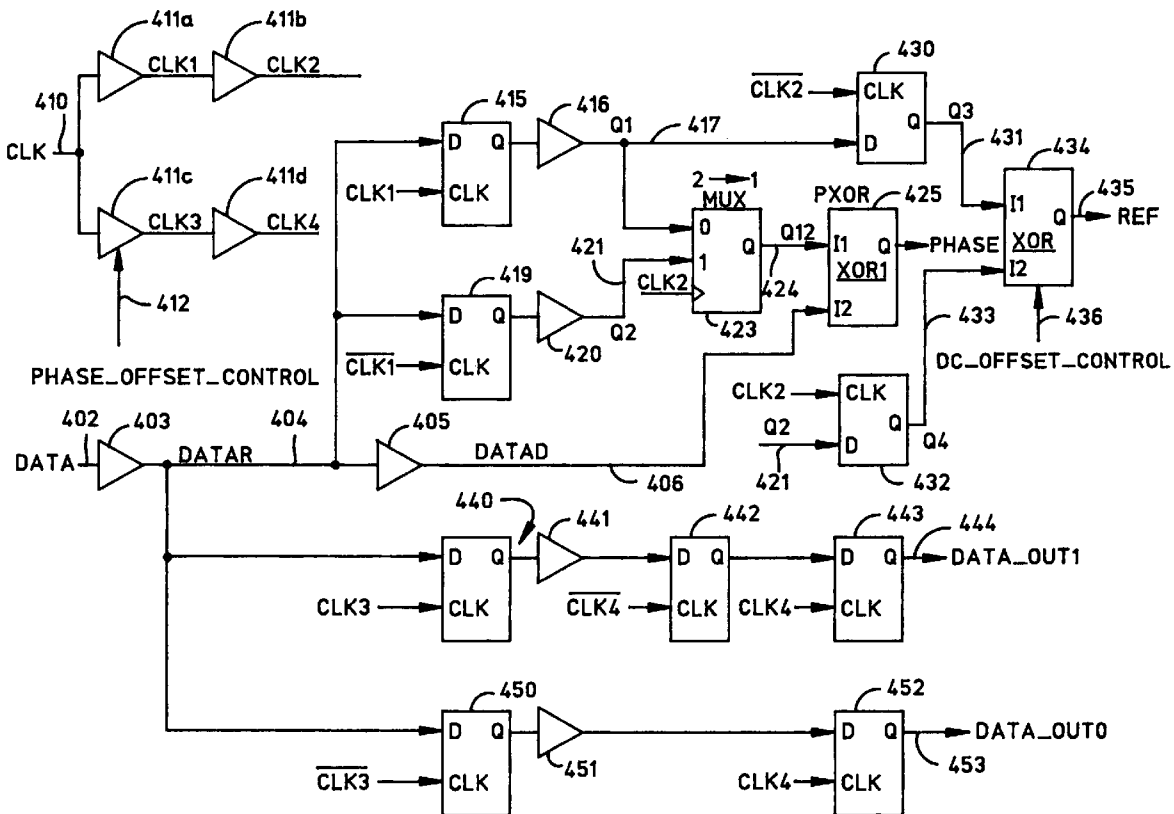 411a
411b
CLK1
CLK2
410
CLK
411c
411d
CLK3
CLK4
412
PHASE_OFFSET_CONTROL
402
403
DATA
DATAR
404
405
DATAD
406
415
D Q
CLK1
CLK
416
Q1
417
419
D Q
CLK1
CLK
420
Q2
421
2 → 1
MUX
0
1
Q
CLK2
423
Q12
424
PXOR
425
I1
Q
XOR1
I2
PHASE
430
CLK2
CLK
Q
D
Q3
431
434
I1
Q
XOR
I2
435
REF
433
436
DC_OFFSET_CONTROL
CLK2
CLK
Q
Q2
D
Q4
421
432
440
441
D Q
CLK3
CLK
442
D Q
CLK4
CLK
443
D Q
CLK4
CLK
444
DATA_OUT1
450
D Q
CLK3
CLK
451
452
D Q
CLK4
CLK
453
DATA_OUT0